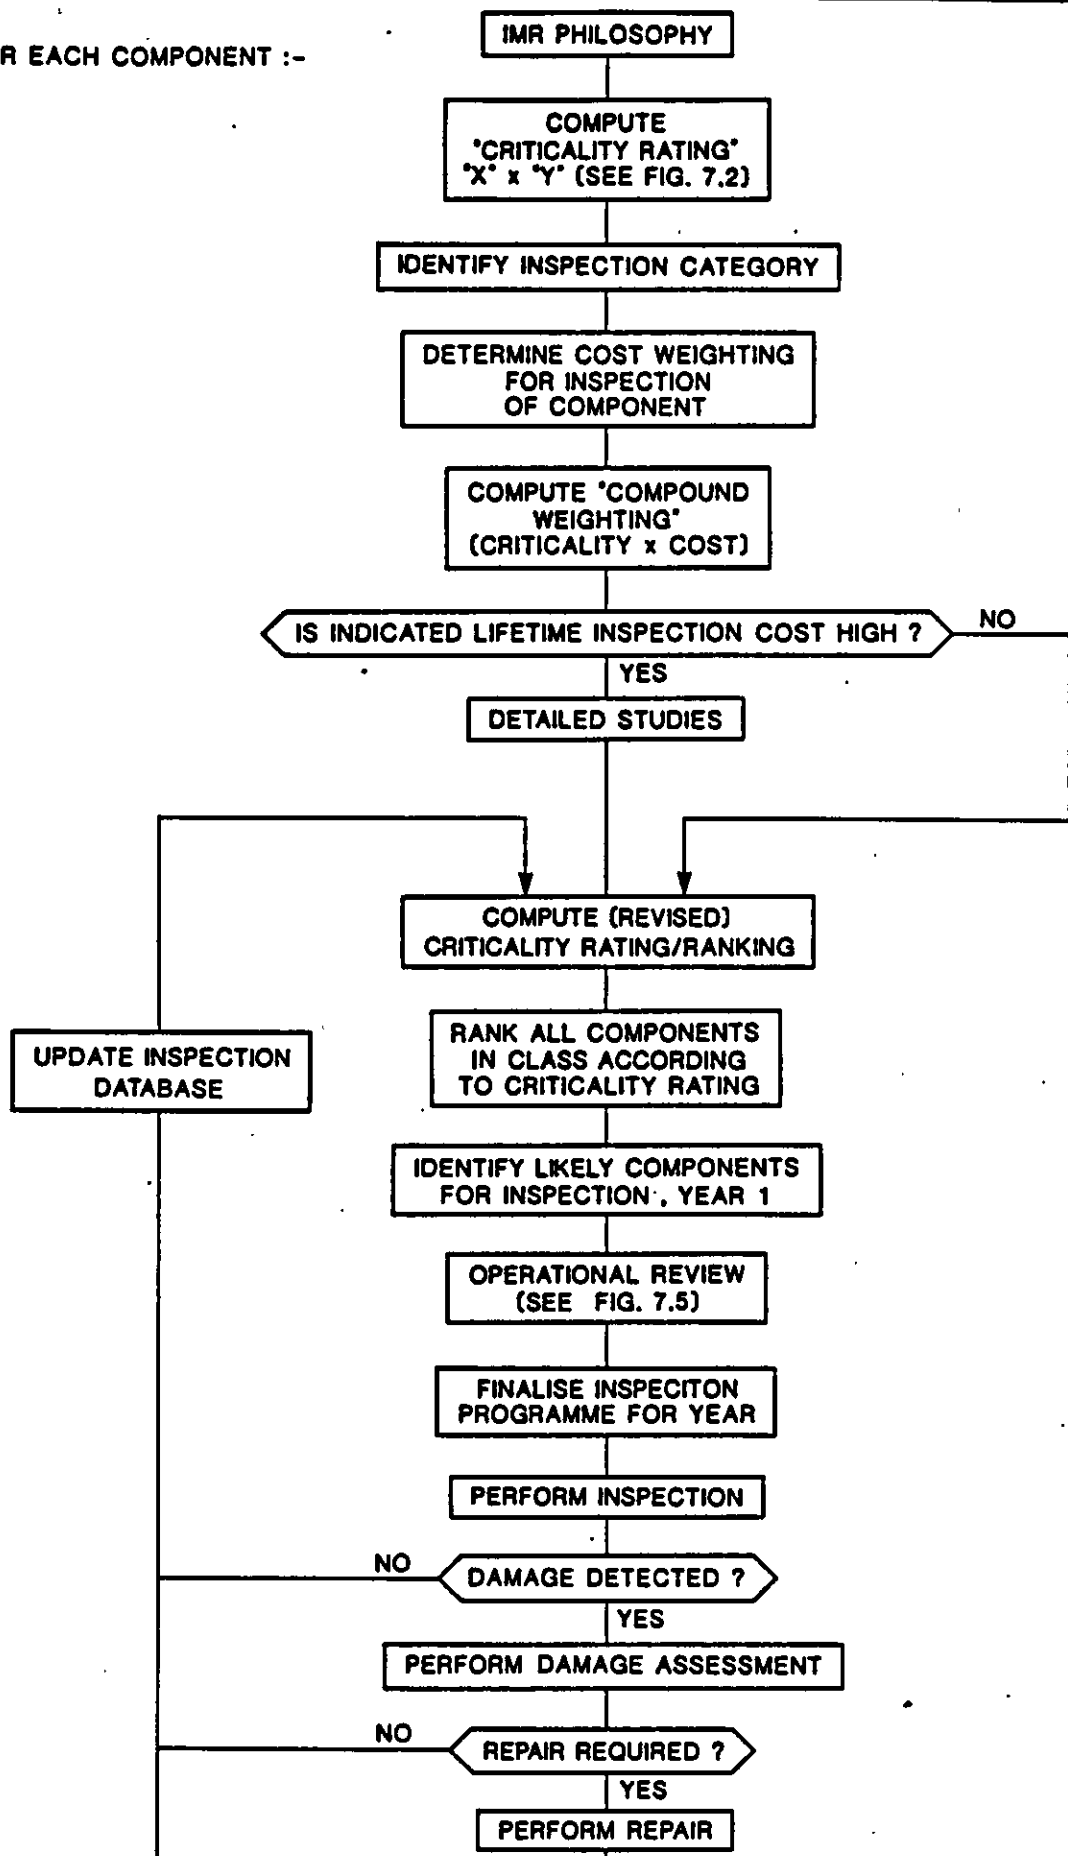 R EACH COMPONENT :-
IMR PHILOSOPHY
COMPUTE
"CRITICALITY RATING"
"X" x "Y" (SEE FIG. 7.2)
IDENTIFY INSPECTION CATEGORY
DETERMINE COST WEIGHTING
FOR INSPECTION
OF COMPONENT
COMPUTE "COMPOUND
WEIGHTING"
(CRITICALITY x COST)
IS INDICATED LIFETIME INSPECTION COST HIGH ?
NO
YES
DETAILED STUDIES
COMPUTE (REVISED)
CRITICALITY RATING/RANKING
RANK ALL COMPONENTS
IN CLASS ACCORDING
TO CRITICALITY RATING
UPDATE INSPECTION
DATABASE
IDENTIFY LIKELY COMPONENTS
FOR INSPECTION , YEAR 1
OPERATIONAL REVIEW
(SEE FIG. 7.5)
FINALISE INSPECITON
PROGRAMME FOR YEAR
PERFORM INSPECTION
NO
DAMAGE DETECTED ?
YES
PERFORM DAMAGE ASSESSMENT
NO
REPAIR REQUIRED ?
YES
PERFORM REPAIR